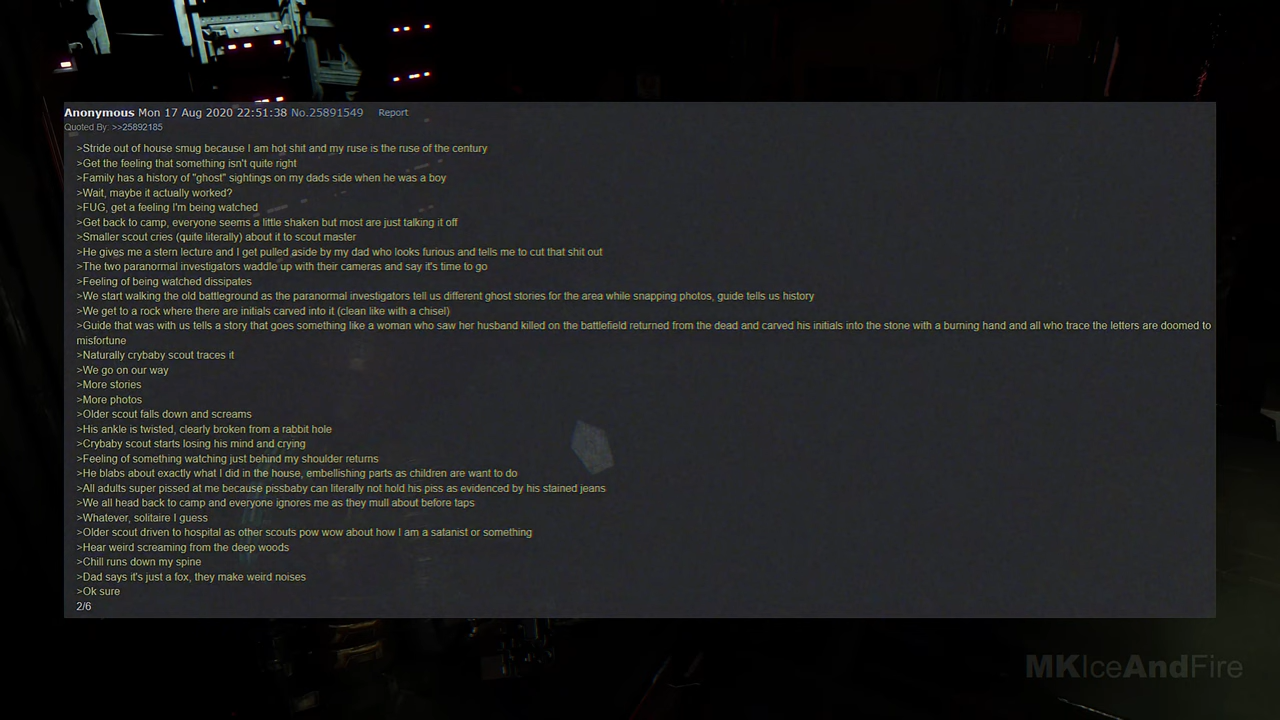 Anonymous Mon 17 Aug 2020 22:51:38 No.25891549 Report
Quoted By: >>25892185
>Stride out of house smug because I am hot shit and my ruse is the ruse of the century
>Get the feeling that something isn't quite right
>Family has a history of "ghost" sightings on my dads side when he was a boy
>Wait, maybe it actually worked?
>FUG, get a feeling I'm being watched
>Get back to camp, everyone seems a little shaken but most are just talking it off
>Smaller scout cries (quite literally) about it to scout master
>He gives me a stern lecture and I get pulled aside by my dad who looks furious and tells me to cut that shit out
>The two paranormal investigators waddle up with their cameras and say it's time to go
>Feeling of being watched dissipates
>We start walking the old battleground as the paranormal investigators tell us different ghost stories for the area while snapping photos, guide tells us history
>We get to a rock where there are initials carved into it (clean like with a chisel)
>Guide that was with us tells a story that goes something like a woman who saw her husband killed on the battlefield returned from the dead and carved his initials into the stone with a burning hand and all who trace the letters are doomed to
misfortune
>Naturally crybaby scout traces it
>We go on our way
>More stories
>More photos
>Older scout falls down and screams
>His ankle is twisted, clearly broken from a rabbit hole
>Crybaby scout starts losing his mind and crying
>Feeling of something watching just behind my shoulder returns
>He blabs about exactly what I did in the house, embellishing parts as children are want to do
>All adults super pissed at me because pissbaby can literally not hold his piss as evidenced by his stained jeans
>We all head back to camp and everyone ignores me as they mull about before taps
>Whatever, solitaire I guess
>Older scout driven to hospital as other scouts pow wow about how I am a satanist or something
>Hear weird screaming from the deep woods
>Chill runs down my spine
>Dad says it's just a fox, they make weird noises
>Ok sure
2/6
MKIceAndFire